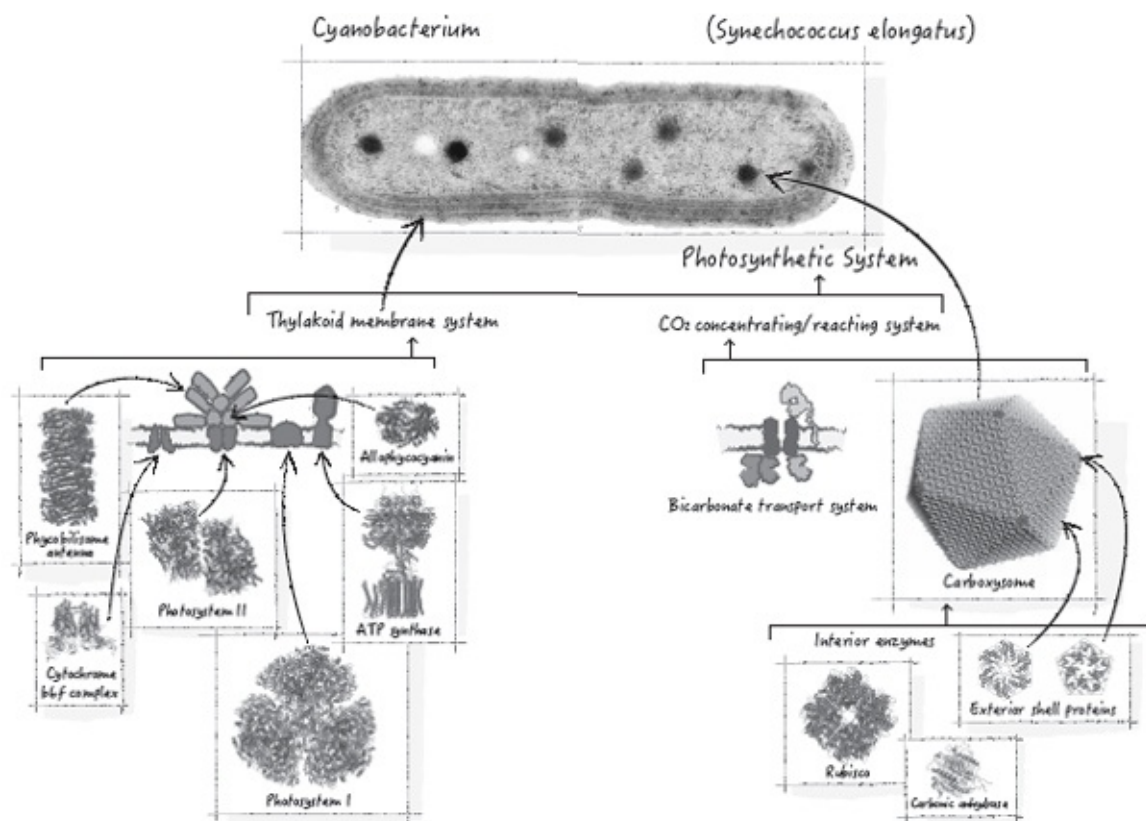 Cyanobacterium
(Synechococcus elongatus)
Photosynthetic System
Thylakoid membrane system
CO₂ concentrating/reacting system
Phycobilisome
antenna
Allophycocyanin
Photosystem II
ATP synthase
Cytochrome
b6f complex
Photosystem I
Bicarbonate transport system
Carboxysome
Interior enzymes
Exterior shell proteins
Rubisco
Carbonic anhydrase